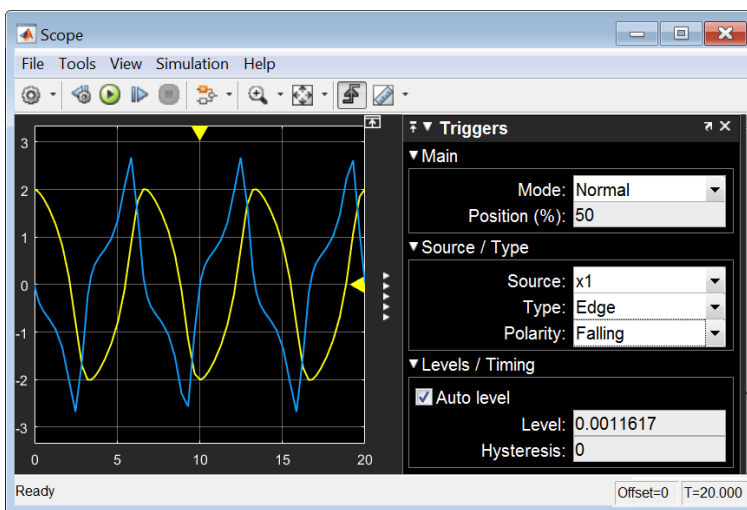 Scope
File Tools View Simulation Help
Triggers
Main
Mode: Normal
Position (%): 50
Source / Type
Source: x1
Type: Edge
Polarity: Falling
Levels / Timing
Auto level
Level: 0.0011617
Hysteresis: 0
3
2
1
0
-1
-2
-3
0 5 10 15 20
Ready Offset=0 T=20.000